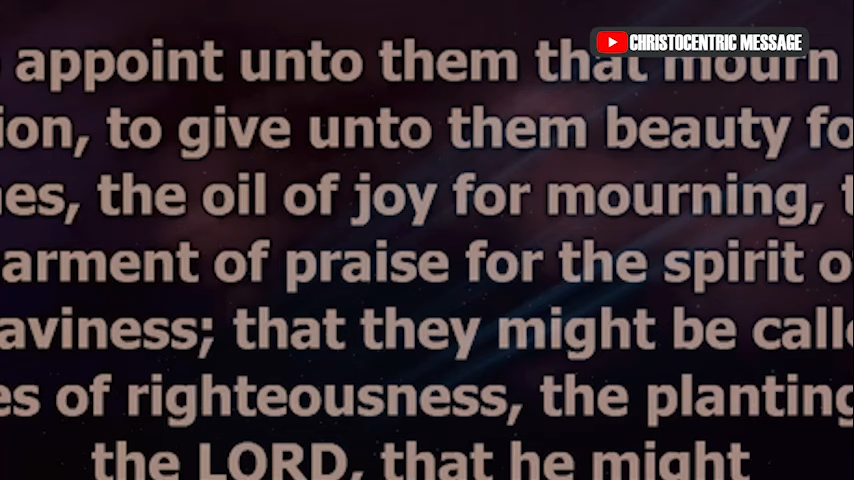 CHRISTOCENTRIC MESSAGE
appoint unto them that mourn
ion, to give unto them beauty fo
es, the oil of joy for mourning, t
arment of praise for the spirit o
aviness; that they might be calle
es of righteousness, the planting
the LORD, that he might